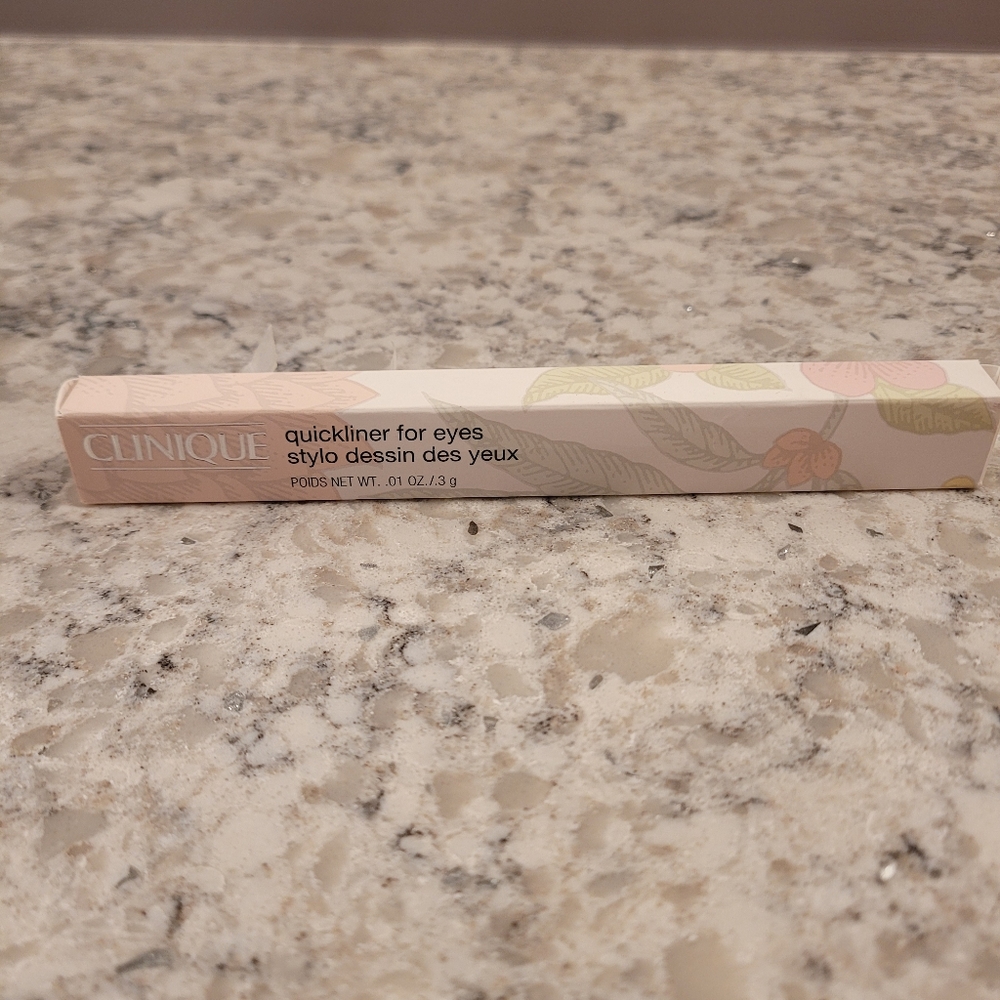 CLINIQUE
quickliner for eyes
stylo dessin des yeux
POIDS NET WT. .01 OZ./.3 g